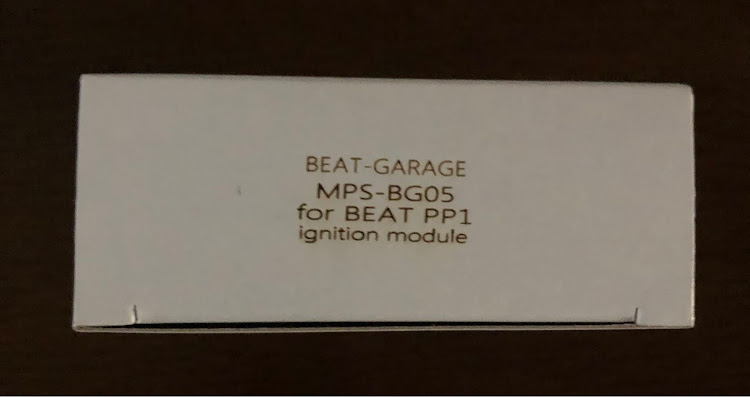 BEAT-GARAGE
MPS-BG05
for BEAT PP1
ignition module